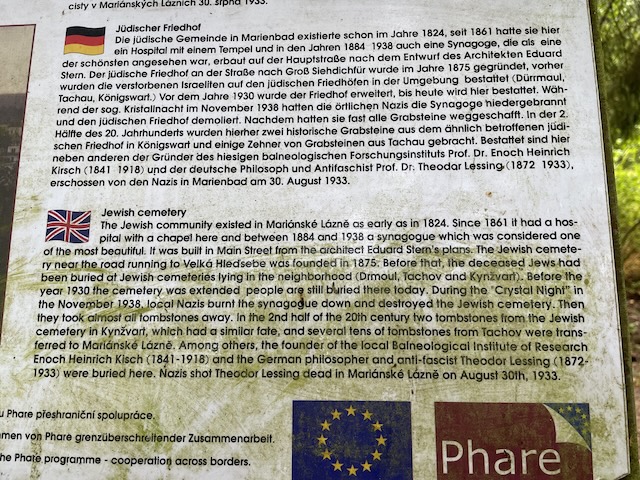 cisty v Mariánských Lázních 30. srpna 1933.
Jüdischer Friedhof
Die jüdische Gemeinde in Marienbad existierte schon im Jahre 1824, seit 1861 hatte sie hier
ein Hospital mit einem Tempel und in den Jahren 1884 1938 auch eine Synagoge, die als eine
der schönsten angesehen war, erbaut auf der Hauptstraße nach dem Entwurf des Architekten Eduard
Stern. Der jüdische Friedhof an der Straße nach Groß Siehdichfür wurde im Jahre 1875 gegründet, vorher
wurden die verstorbenen Israeliten auf den jüdischen Friedhöfen in der Umgebung bestattet (Dürrmaul,
Tachau, Königswart.) Vor dem Jahre 1930 wurde der Friedhof erweitert, bis heute wird hier bestattet. Wäh-
rend der sog. Kristallnacht im November 1938 hatten die örtlichen Nazis die Synagoge niedergebrannt
und den jüdischen Friedhof demoliert. Nachdem hatten sie fast alle Grabsteine weggeschafft. In der 2.
Hälfte des 20. Jahrhunderts wurden hierher zwei historische Grabsteine aus dem ähnlich betroffenen jüdi-
schen Friedhof in Königswart und einige Zehner von Grabsteinen aus Tachau gebracht. Bestattet sind hier
neben anderen der Gründer des hiesigen balneologischen Forschungsinstituts Prof. Dr. Enoch Heinrich
Kirsch (1841 1918) und der deutsche Philosoph und Antifaschist Prof. Dr. Theodar Lessing (1872 1933),
erschossen von den Nazis in Marienbad am 30. August 1933.
Jewish cemetery
The Jewish community existed in Mariánské Lázně as early as in 1824. Since 1861 it had a hos-
pital with a chapel here and between 1884 and 1938 a synagogue which was considered one
of the most beautiful. It was built in Main Street from the architect Eduard Stern's plans. The Jewish cemete-
ry near the road running to Velká Hleďsebe was founded in 1875. Before that, the deceased Jews had
been buried at Jewish cemeteries lying in the neighborhood (Drmoul, Tachov and Kynžvart). Before the
year 1930 the cemetery was extended people are still buried there today. During the "Crystal Night" in
the November 1938, local Nazis burnt the synagogue down and destroyed the Jewish cemetery. Then
they took almost all tombstones away. In the 2nd half of the 20th century two tombstones from the Jewish
cemetery in Kynžvart, which had a similar fate, and several tens of tombstones from Tachov were trans-
ferred to Mariánské Lázně. Among others, the founder of the local Balneological Institute of Research
Enoch Heinrich Kisch (1841-1918) and the German philosopher and anti-fascist Theodor Lessing (1872-
1933) were buried here. Nazis shot Theodor Lessing dead in Mariánské Lázně on August 30th, 1933.
u Phare přeshraniční spolupráce.
men von Phare grenzüberschreitender Zusammenarbeit.
he Phare programme - cooperation across borders.
Phare